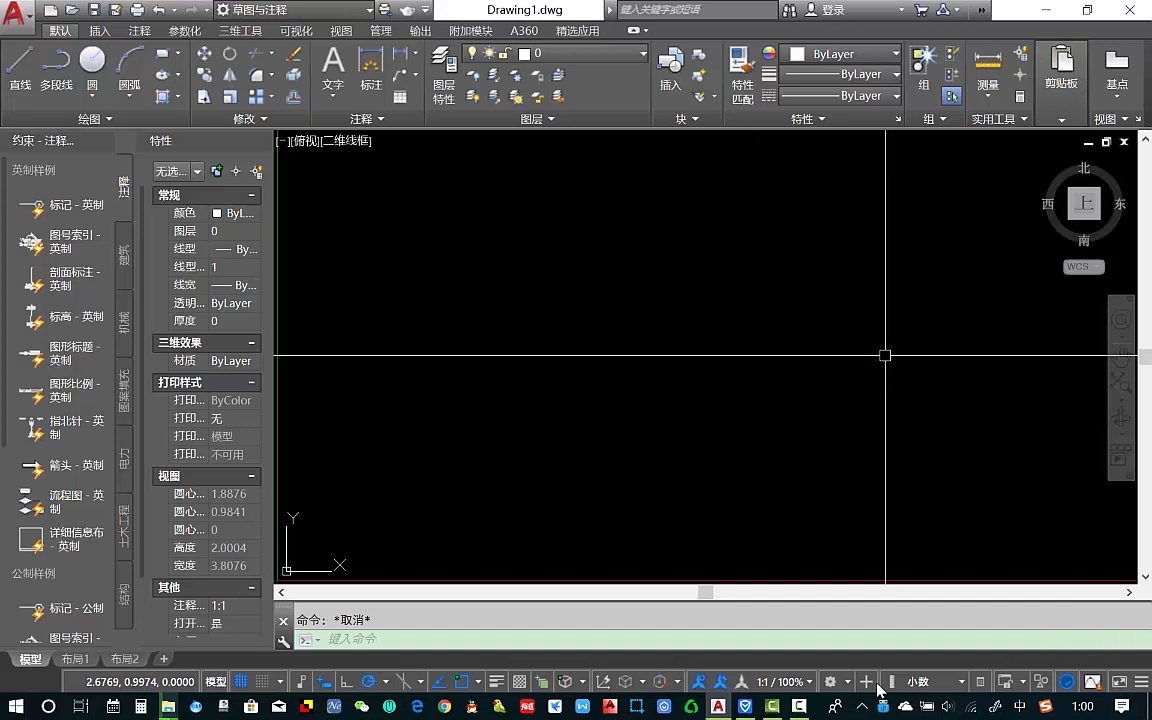 草图与注释
Drawing1.dwg
键入关键字或短语
登录
默认 插入 注释 参数化 三维工具 可视化 视图 管理 输出 附加模块 A360 精选应用
0
ByLayer
ByLayer
ByLayer
直线 多段线 圆 圆弧 文字 标注 图层特性 插入 特性匹配 组 测量 剪贴板 基点
绘图 修改 注释 图层 块 特性 组 实用工具 视图
约束 - 注释...
英制样例
标记 - 英制
图号索引 - 英制
剖面标注 - 英制
标高 - 英制
图形标题 - 英制
图形比例 - 英制
指北针 - 英制
箭头 - 英制
流程图 - 英制
详细信息布 - 英制
公制样例
标记 - 公制
图号索引 -
注释
建筑
机械
图案填充
电力
土木工程
结构
特性
无选...
常规
颜色 ByL...
图层 0
线型 By...
线型... 1
线宽 By...
透明... ByLayer
厚度 0
三维效果
材质 ByLayer
打印样式
打印... ByColor
打印... 无
打印... 模型
打印... 不可用
视图
圆心... 1.8876
圆心... 0.9841
圆心... 0
高度 2.0004
宽度 3.8076
其他
注释... 1:1
打开... 是
[−][俯视][二维线框]
北
西 上 东
南
WCS
Y
X
命令: *取消*
键入命令
模型 布局1 布局2 +
2.6769, 0.9974, 0.0000 模型 1:1 / 100% 小数
中 1:00